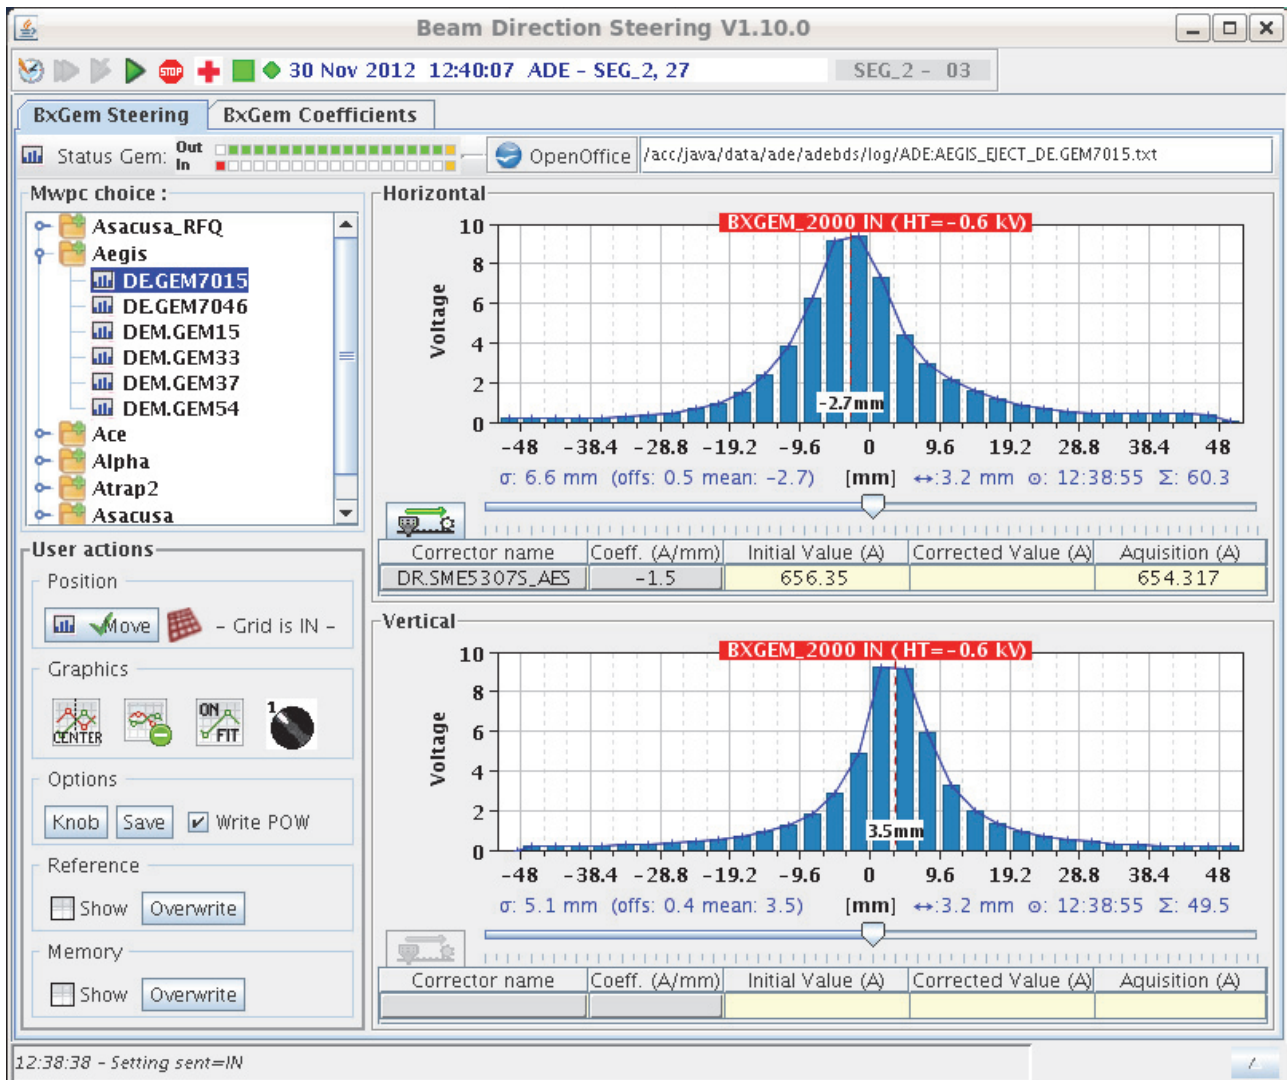 Beam Direction Steering V1.10.0
STOP 30 Nov 2012 12:40:07 ADE - SEG_2, 27 SEG_2 - 03
BxGem Steering BxGem Coefficients
Status Gem: Out In OpenOffice /acc/java/data/ade/adebds/log/ADE:AEGIS_EJECT_DE.GEM7015.txt
Mwpc choice :
Asacusa_RFQ
Aegis
DE.GEM7015
DE.GEM7046
DEM.GEM15
DEM.GEM33
DEM.GEM37
DEM.GEM54
Ace
Alpha
Atrap2
Asacusa
User actions
Position
Move - Grid is IN -
Graphics
CENTER ON FIT 1
Options
Knob Save Write POW
Reference
Show Overwrite
Memory
Show Overwrite
Horizontal
BXGEM_2000 IN (HT=-0.6 kV)
Voltage
10
8
6
4
2
0
-2.7mm
-48 -38.4 -28.8 -19.2 -9.6 0 9.6 19.2 28.8 38.4 48
σ: 6.6 mm (offs: 0.5 mean: -2.7) [mm] ↔:3.2 mm ⊙: 12:38:55 Σ: 60.3
Corrector name Coeff. (A/mm) Initial Value (A) Corrected Value (A) Aquisition (A)
DR.SME5307S_AES -1.5 656.35 654.317
Vertical
BXGEM_2000 IN (HT=-0.6 kV)
Voltage
10
8
6
4
2
0
3.5mm
-48 -38.4 -28.8 -19.2 -9.6 0 9.6 19.2 28.8 38.4 48
σ: 5.1 mm (offs: 0.4 mean: 3.5) [mm] ↔:3.2 mm ⊙: 12:38:55 Σ: 49.5
Corrector name Coeff. (A/mm) Initial Value (A) Corrected Value (A) Aquisition (A)
12:38:38 - Setting sent=IN